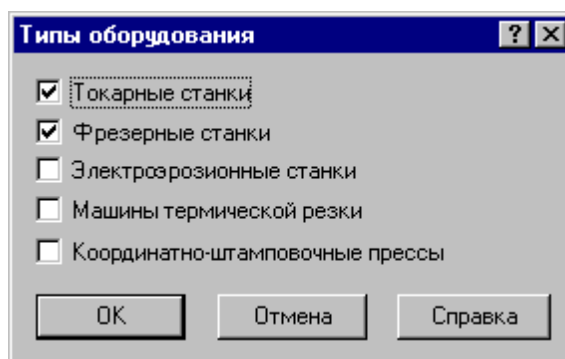 Типы оборудования
Токарные станки
Фрезерные станки
Электроэрозионные станки
Машины термической резки
Координатно-штамповочные прессы
OK Отмена Справка